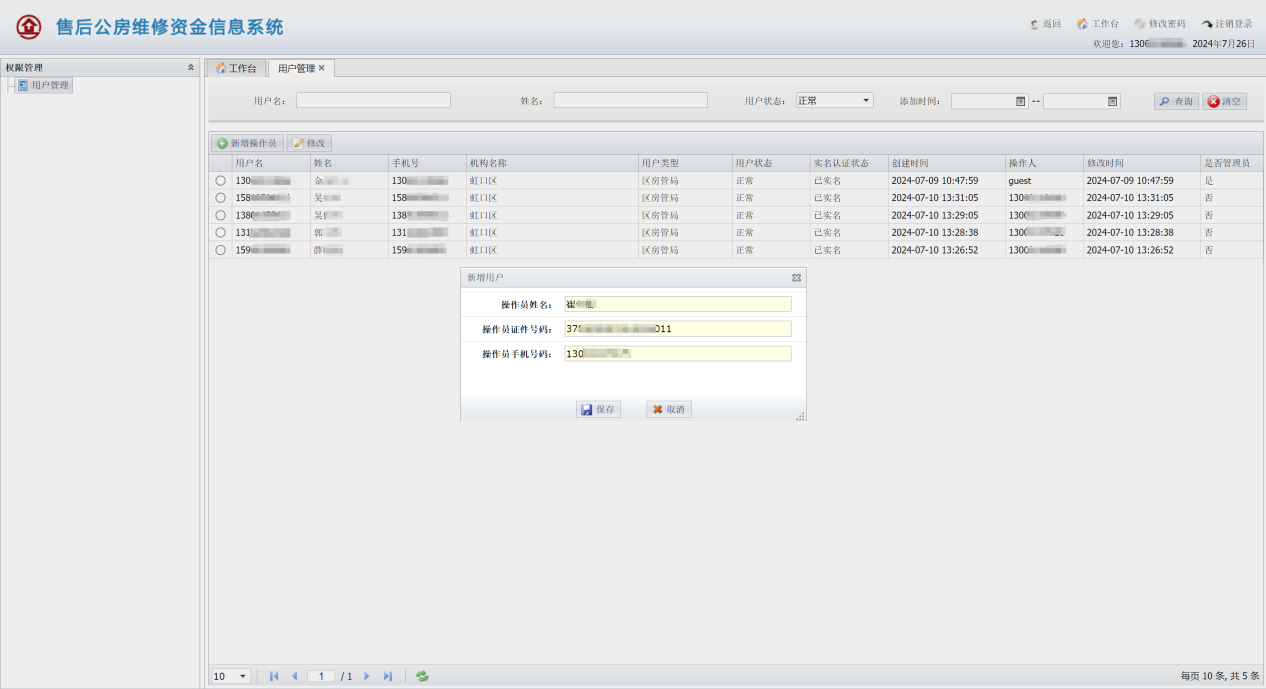 售后公房维修资金信息系统
返回 工作台 修改密码 注销登录
欢迎您: 130 2024年7月26日
权限管理
用户管理
工作台 用户管理
用户名: 姓名: 用户状态: 正常 添加时间: -- 查询 清空
新增操作员 修改
用户名 姓名 手机号 机构名称 用户类型 用户状态 实名认证状态 创建时间 操作人 修改时间 是否管理员
130 金 130 虹口区 区房管局 正常 已实名 2024-07-09 10:47:59 guest 2024-07-09 10:47:59 是
158 吴 158 虹口区 区房管局 正常 已实名 2024-07-10 13:31:05 130 2024-07-10 13:31:05 否
138 吴 138 虹口区 区房管局 正常 已实名 2024-07-10 13:29:05 130 2024-07-10 13:29:05 否
131 郭 131 虹口区 区房管局 正常 已实名 2024-07-10 13:28:38 130 2024-07-10 13:28:38 否
159 薛 159 虹口区 区房管局 正常 已实名 2024-07-10 13:26:52 130 2024-07-10 13:26:52 否
新增用户
操作员姓名: 崔
操作员证件号码: 370 011
操作员手机号码: 130
保存 取消
10 1 / 1 每页 10 条, 共 5 条